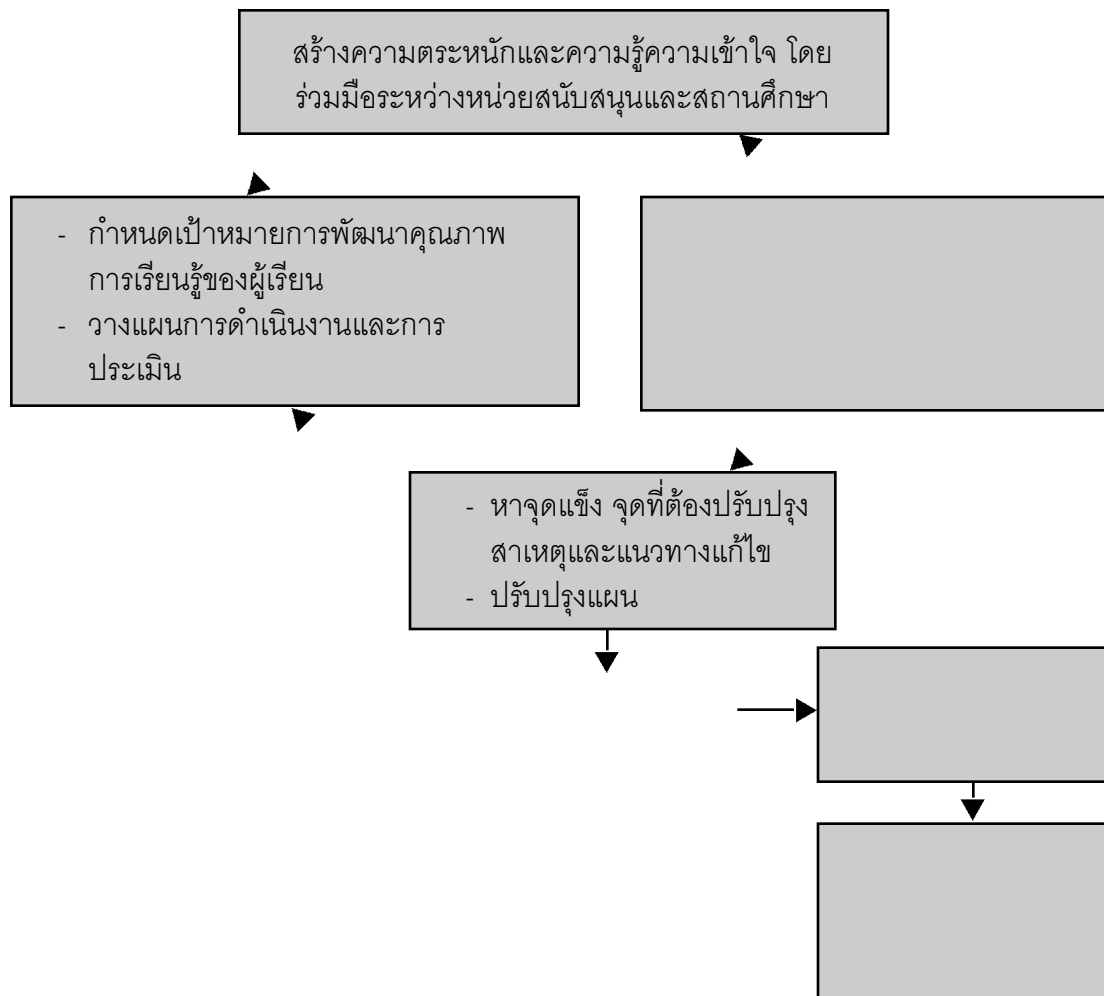 สร้างความตระหนักและความรู้ความเข้าใจ โดย
ร่วมมือระหว่างหน่วยสนับสนุนและสถานศึกษา
- กำหนดเป้าหมายการพัฒนาคุณภาพ
การเรียนรู้ของผู้เรียน
- วางแผนการดำเนินงานและการ
ประเมิน
- หาจุดแข็ง จุดที่ต้องปรับปรุง
สาเหตุและแนวทางแก้ไข
- ปรับปรุงแผน